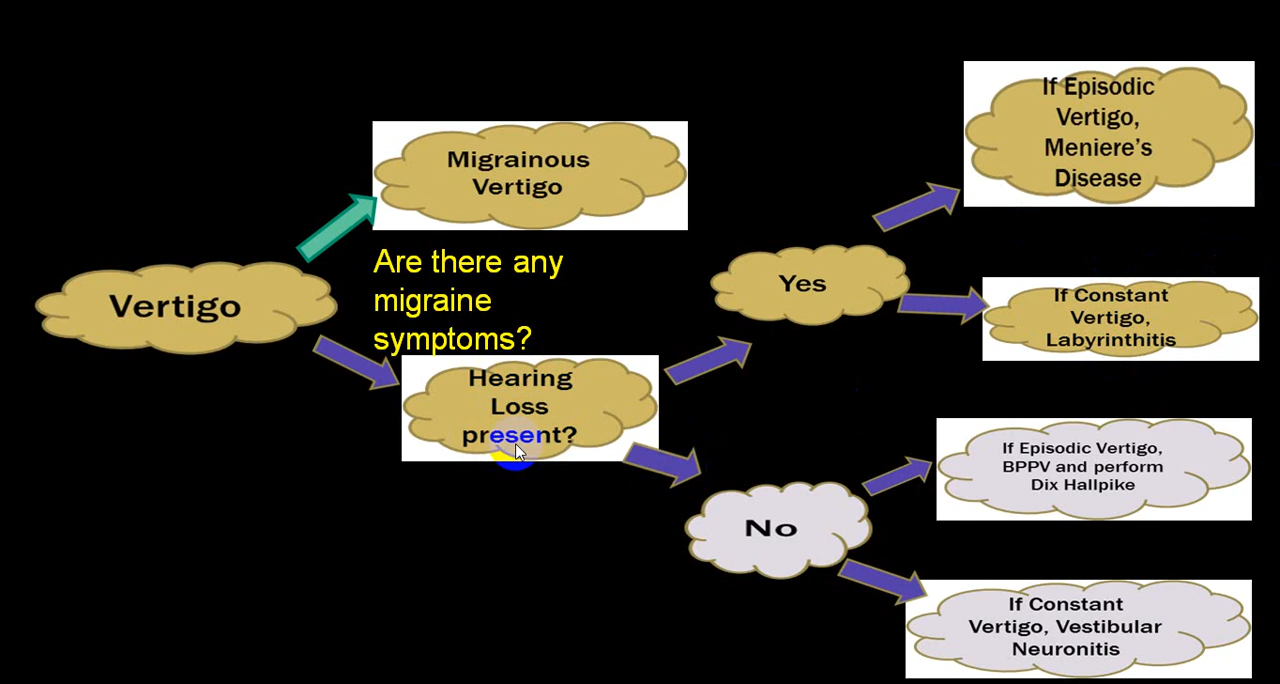 Vertigo
Migrainous
Vertigo
Are there any
migraine
symptoms?
Hearing
Loss
present?
Yes
If Episodic
Vertigo,
Meniere's
Disease
If Constant
Vertigo,
Labyrinthitis
No
If Episodic Vertigo,
BPPV and perform
Dix Hallpike
If Constant
Vertigo, Vestibular
Neuronitis